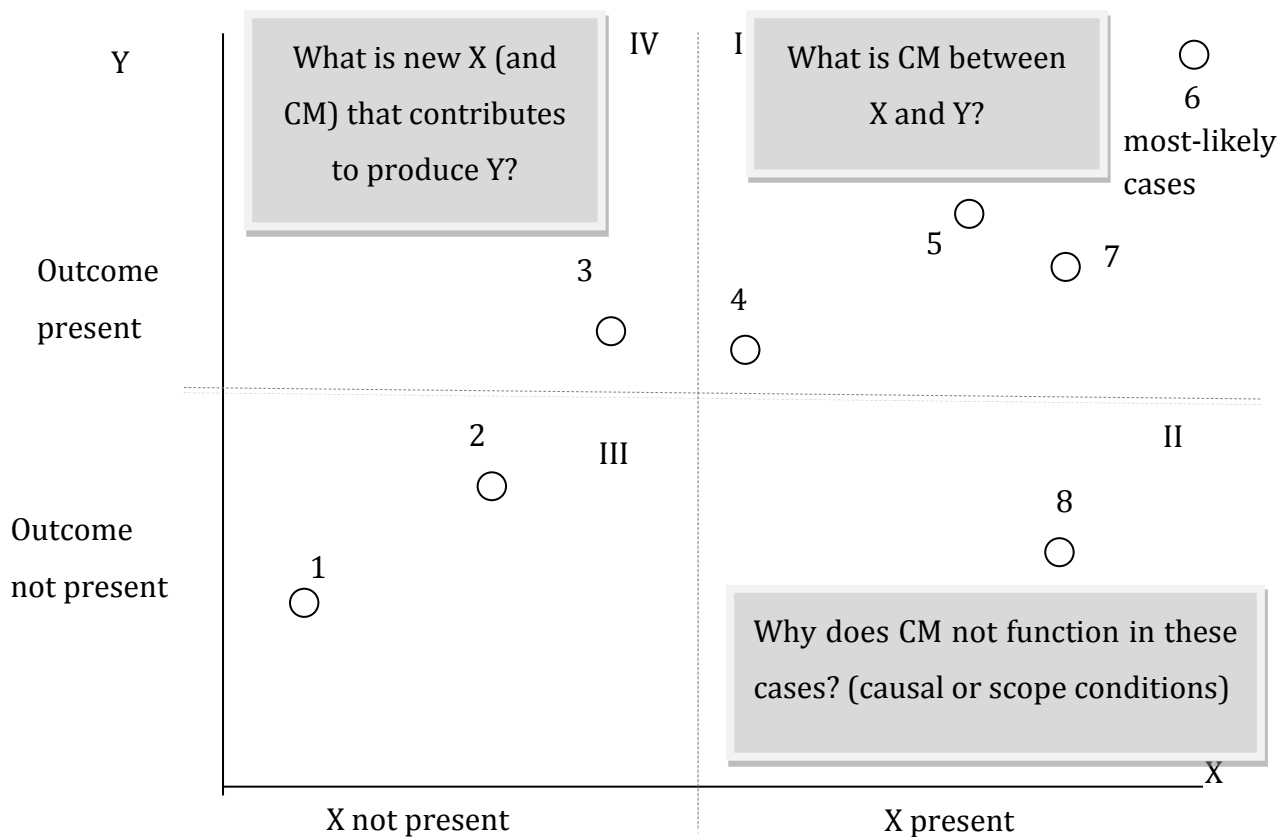 Y
What is new X (and
CM) that contributes
to produce Y?
IV
I
What is CM between
X and Y?
6
most-likely
cases
5
7
Outcome
present
3
4
2
III
II
Outcome
not present
1
8
Why does CM not function in these
cases? (causal or scope conditions)
X
X not present
X present